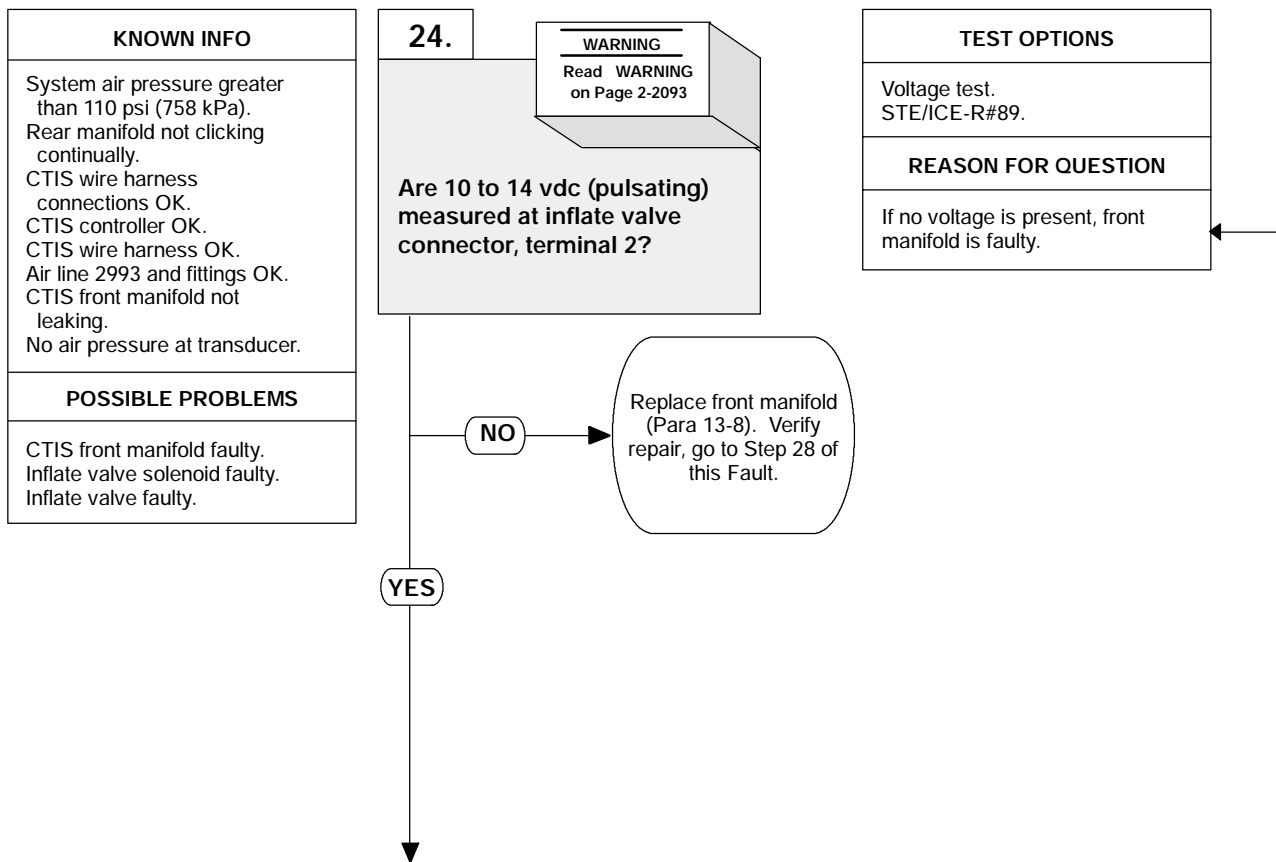 KNOWN INFO
System air pressure greater
than 110 psi (758 kPa).
Rear manifold not clicking
continually.
CTIS wire harness
connections OK.
CTIS controller OK.
CTIS wire harness OK.
Air line 2993 and fittings OK.
CTIS front manifold not
leaking.
No air pressure at transducer.
POSSIBLE PROBLEMS
CTIS front manifold faulty.
Inflate valve solenoid faulty.
Inflate valve faulty.
24.
WARNING
Read WARNING
on Page 2-2093
Are 10 to 14 vdc (pulsating)
measured at inflate valve
connector, terminal 2?
TEST OPTIONS
Voltage test.
STE/ICE-R#89.
REASON FOR QUESTION
If no voltage is present, front
manifold is faulty.
NO
Replace front manifold
(Para 13-8). Verify
repair, go to Step 28 of
this Fault.
YES